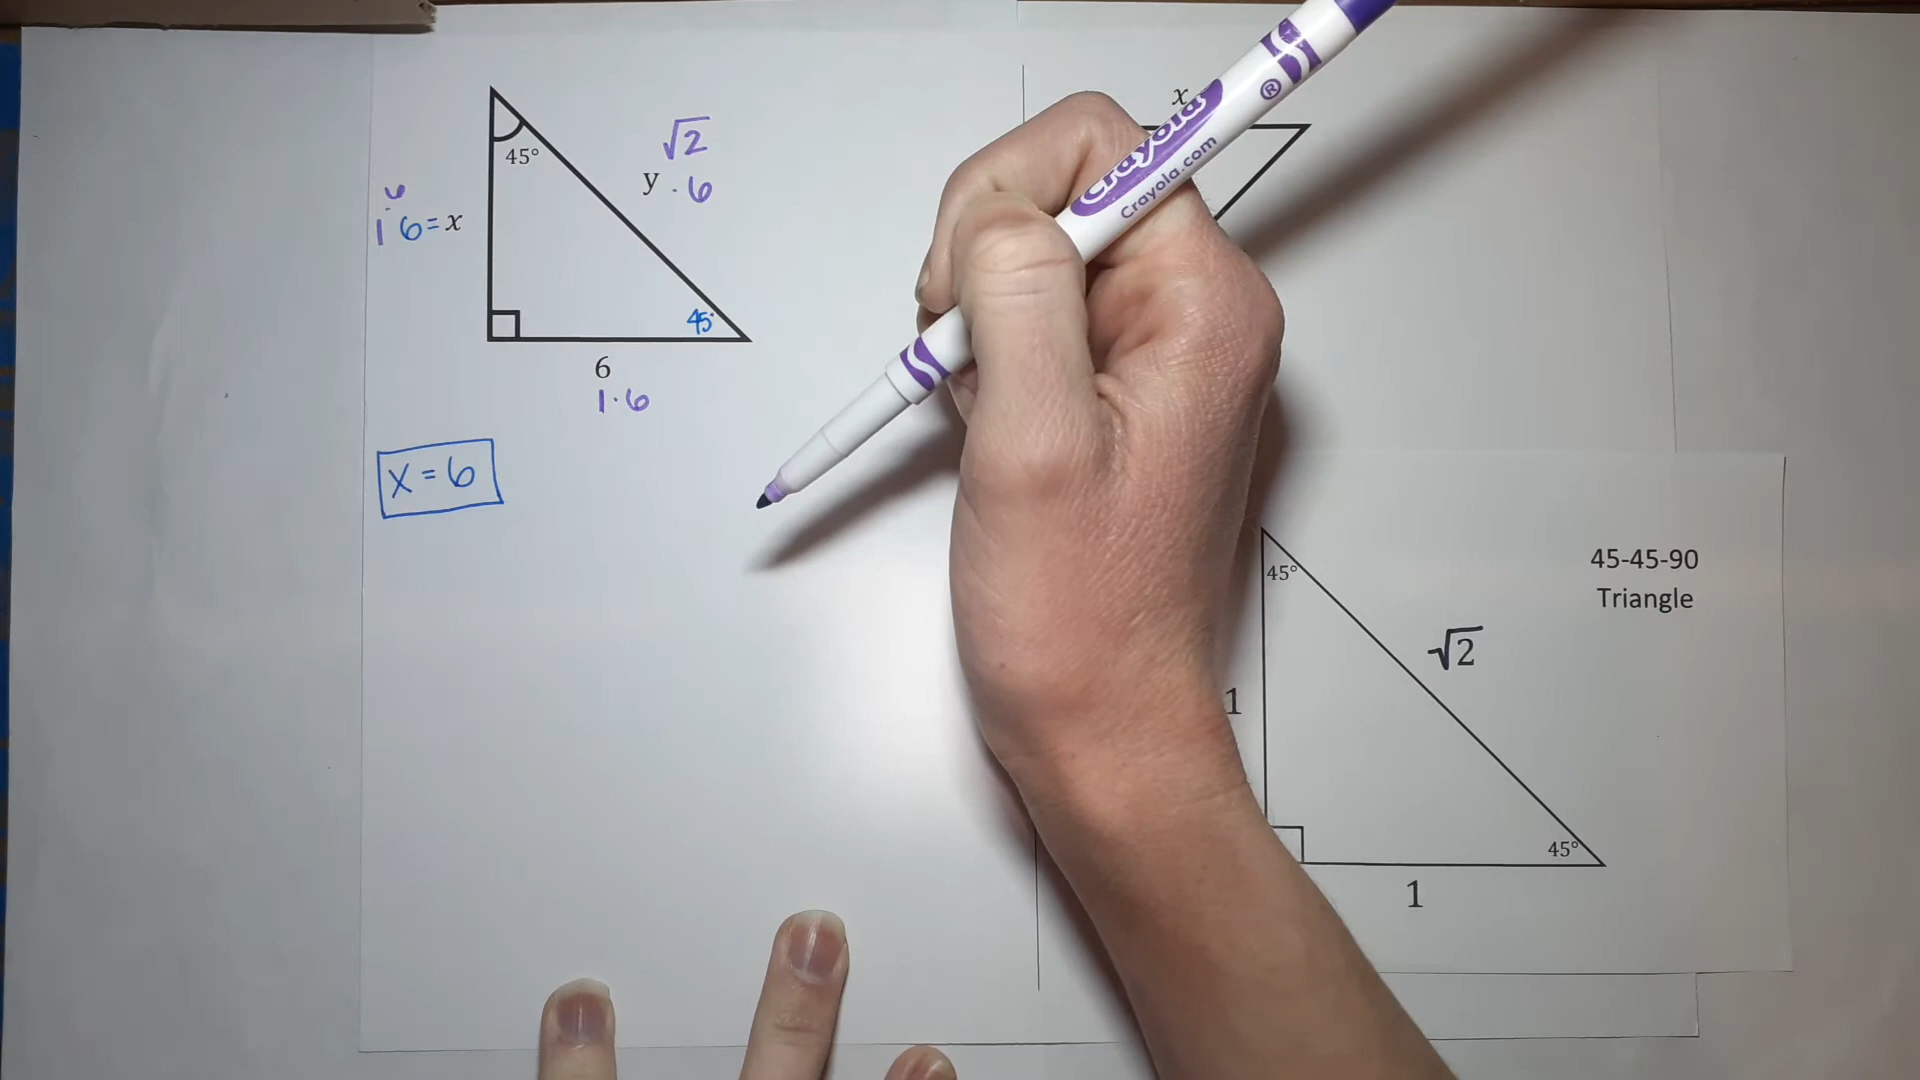 45°
√2
y · 6
6
1 · 6 = x
45°
6
1 · 6
x = 6
x
Crayola
Crayola.com
®
45-45-90
Triangle
45°
√2
1
45°
1